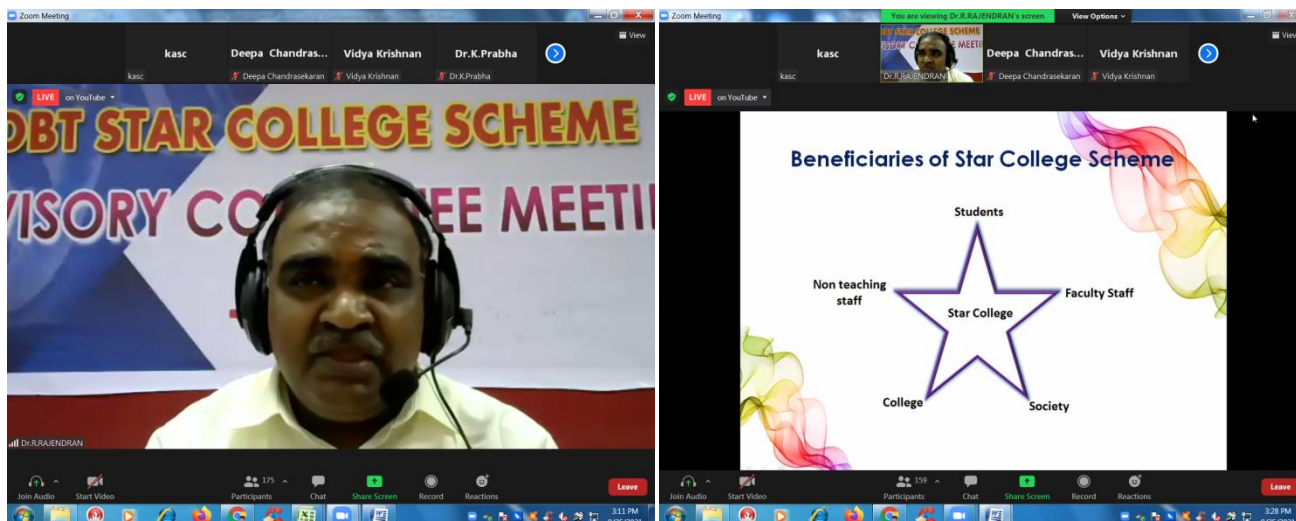 Zoom Meeting
View
kasc
Deepa Chandras...
Vidya Krishnan
Dr.K.Prabha
kasc
Deepa Chandrasekaran
Vidya Krishnan
Dr.K.Prabha
LIVE on YouTube
DBT STAR COLLEGE SCHEME
VISORY CO EE MEETI
Dr.R.RAJENDRAN
Join Audio
Start Video
175
Participants
Chat
Share Screen
Record
Reactions
Leave
3:11 PM
Zoom Meeting
You are viewing Dr.R.RAJENDRAN's screen
View Options
View
kasc
Deepa Chandras...
Vidya Krishnan
kasc
Dr.R.RAJENDRAN
Deepa Chandrasekaran
Vidya Krishnan
LIVE on YouTube
Beneficiaries of Star College Scheme
Students
Non teaching
staff
Faculty Staff
Star College
College
Society
Join Audio
Start Video
159
Participants
Chat
Share Screen
Record
Reactions
Leave
3:28 PM